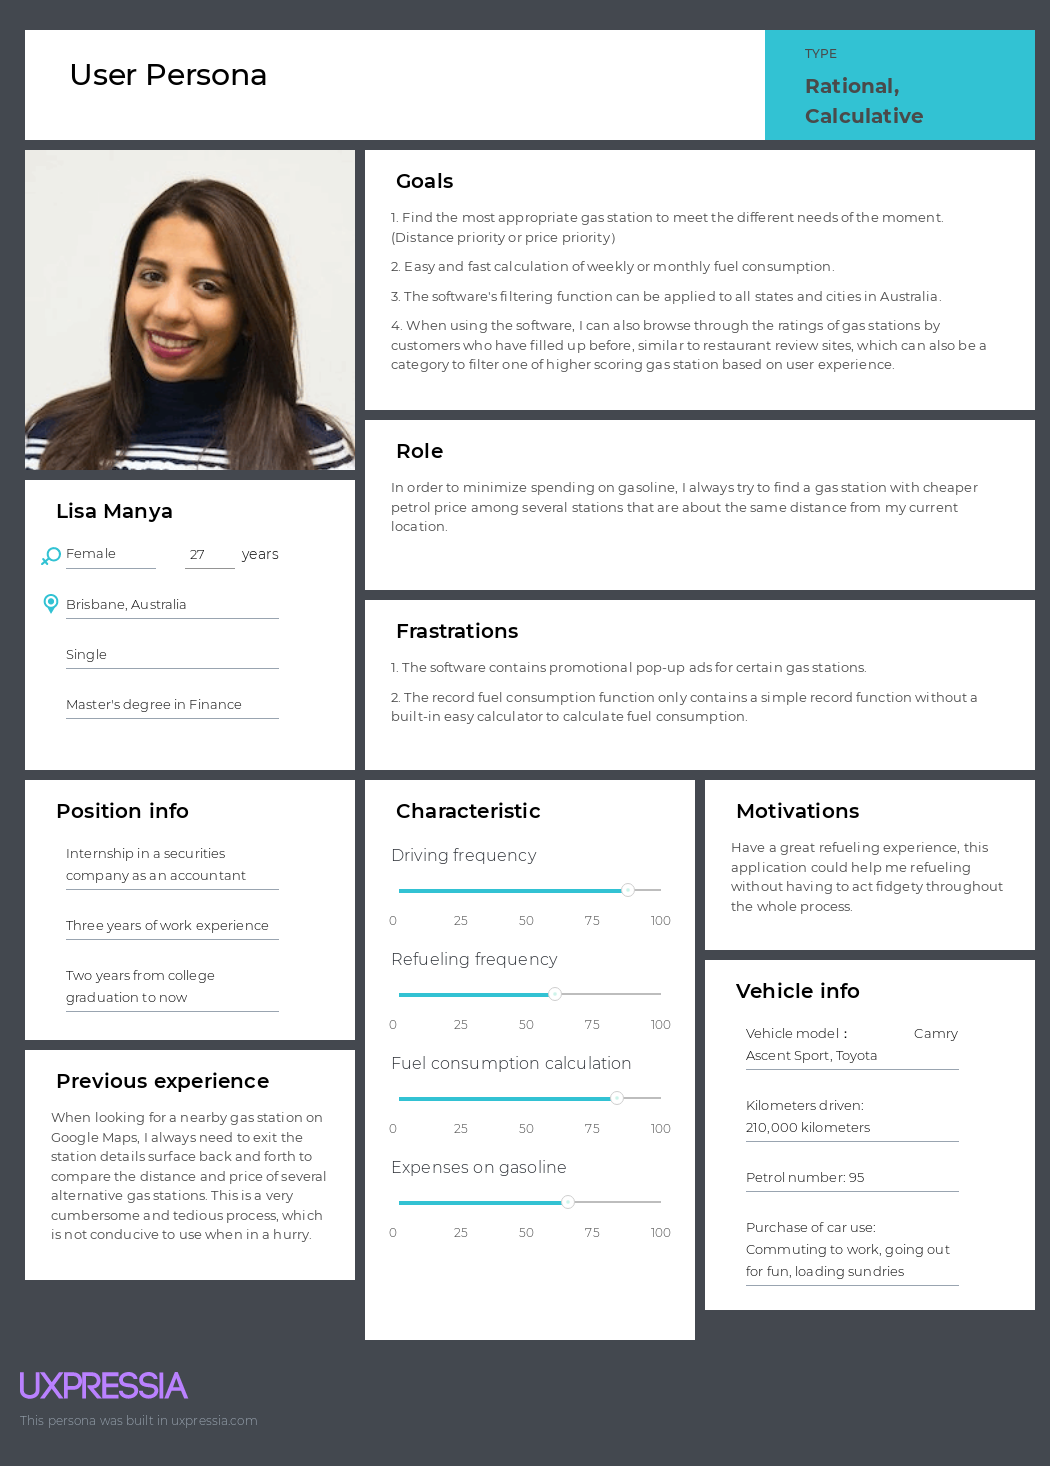 User Persona
TYPE
Rational,
Calculative
Goals
1. Find the most appropriate gas station to meet the different needs of the moment.
(Distance priority or price priority)
2. Easy and fast calculation of weekly or monthly fuel consumption.
3. The software's filtering function can be applied to all states and cities in Australia.
4. When using the software, I can also browse through the ratings of gas stations by
customers who have filled up before, similar to restaurant review sites, which can also be a
category to filter one of higher scoring gas station based on user experience.
Role
In order to minimize spending on gasoline, I always try to find a gas station with cheaper
petrol price among several stations that are about the same distance from my current
location.
Lisa Manya
Female 27 years
Brisbane, Australia
Single
Master's degree in Finance
Frastrations
1. The software contains promotional pop-up ads for certain gas stations.
2. The record fuel consumption function only contains a simple record function without a
built-in easy calculator to calculate fuel consumption.
Position info
Internship in a securities
company as an accountant
Three years of work experience
Two years from college
graduation to now
Previous experience
When looking for a nearby gas station on
Google Maps, I always need to exit the
station details surface back and forth to
compare the distance and price of several
alternative gas stations. This is a very
cumbersome and tedious process, which
is not conducive to use when in a hurry.
Characteristic
Driving frequency
0 25 50 75 100
Refueling frequency
0 25 50 75 100
Fuel consumption calculation
0 25 50 75 100
Expenses on gasoline
0 25 50 75 100
Motivations
Have a great refueling experience, this
application could help me refueling
without having to act fidgety throughout
the whole process.
Vehicle info
Vehicle model： Camry
Ascent Sport, Toyota
Kilometers driven:
210,000 kilometers
Petrol number: 95
Purchase of car use:
Commuting to work, going out
for fun, loading sundries
UXPRESSIA
This persona was built in uxpressia.com